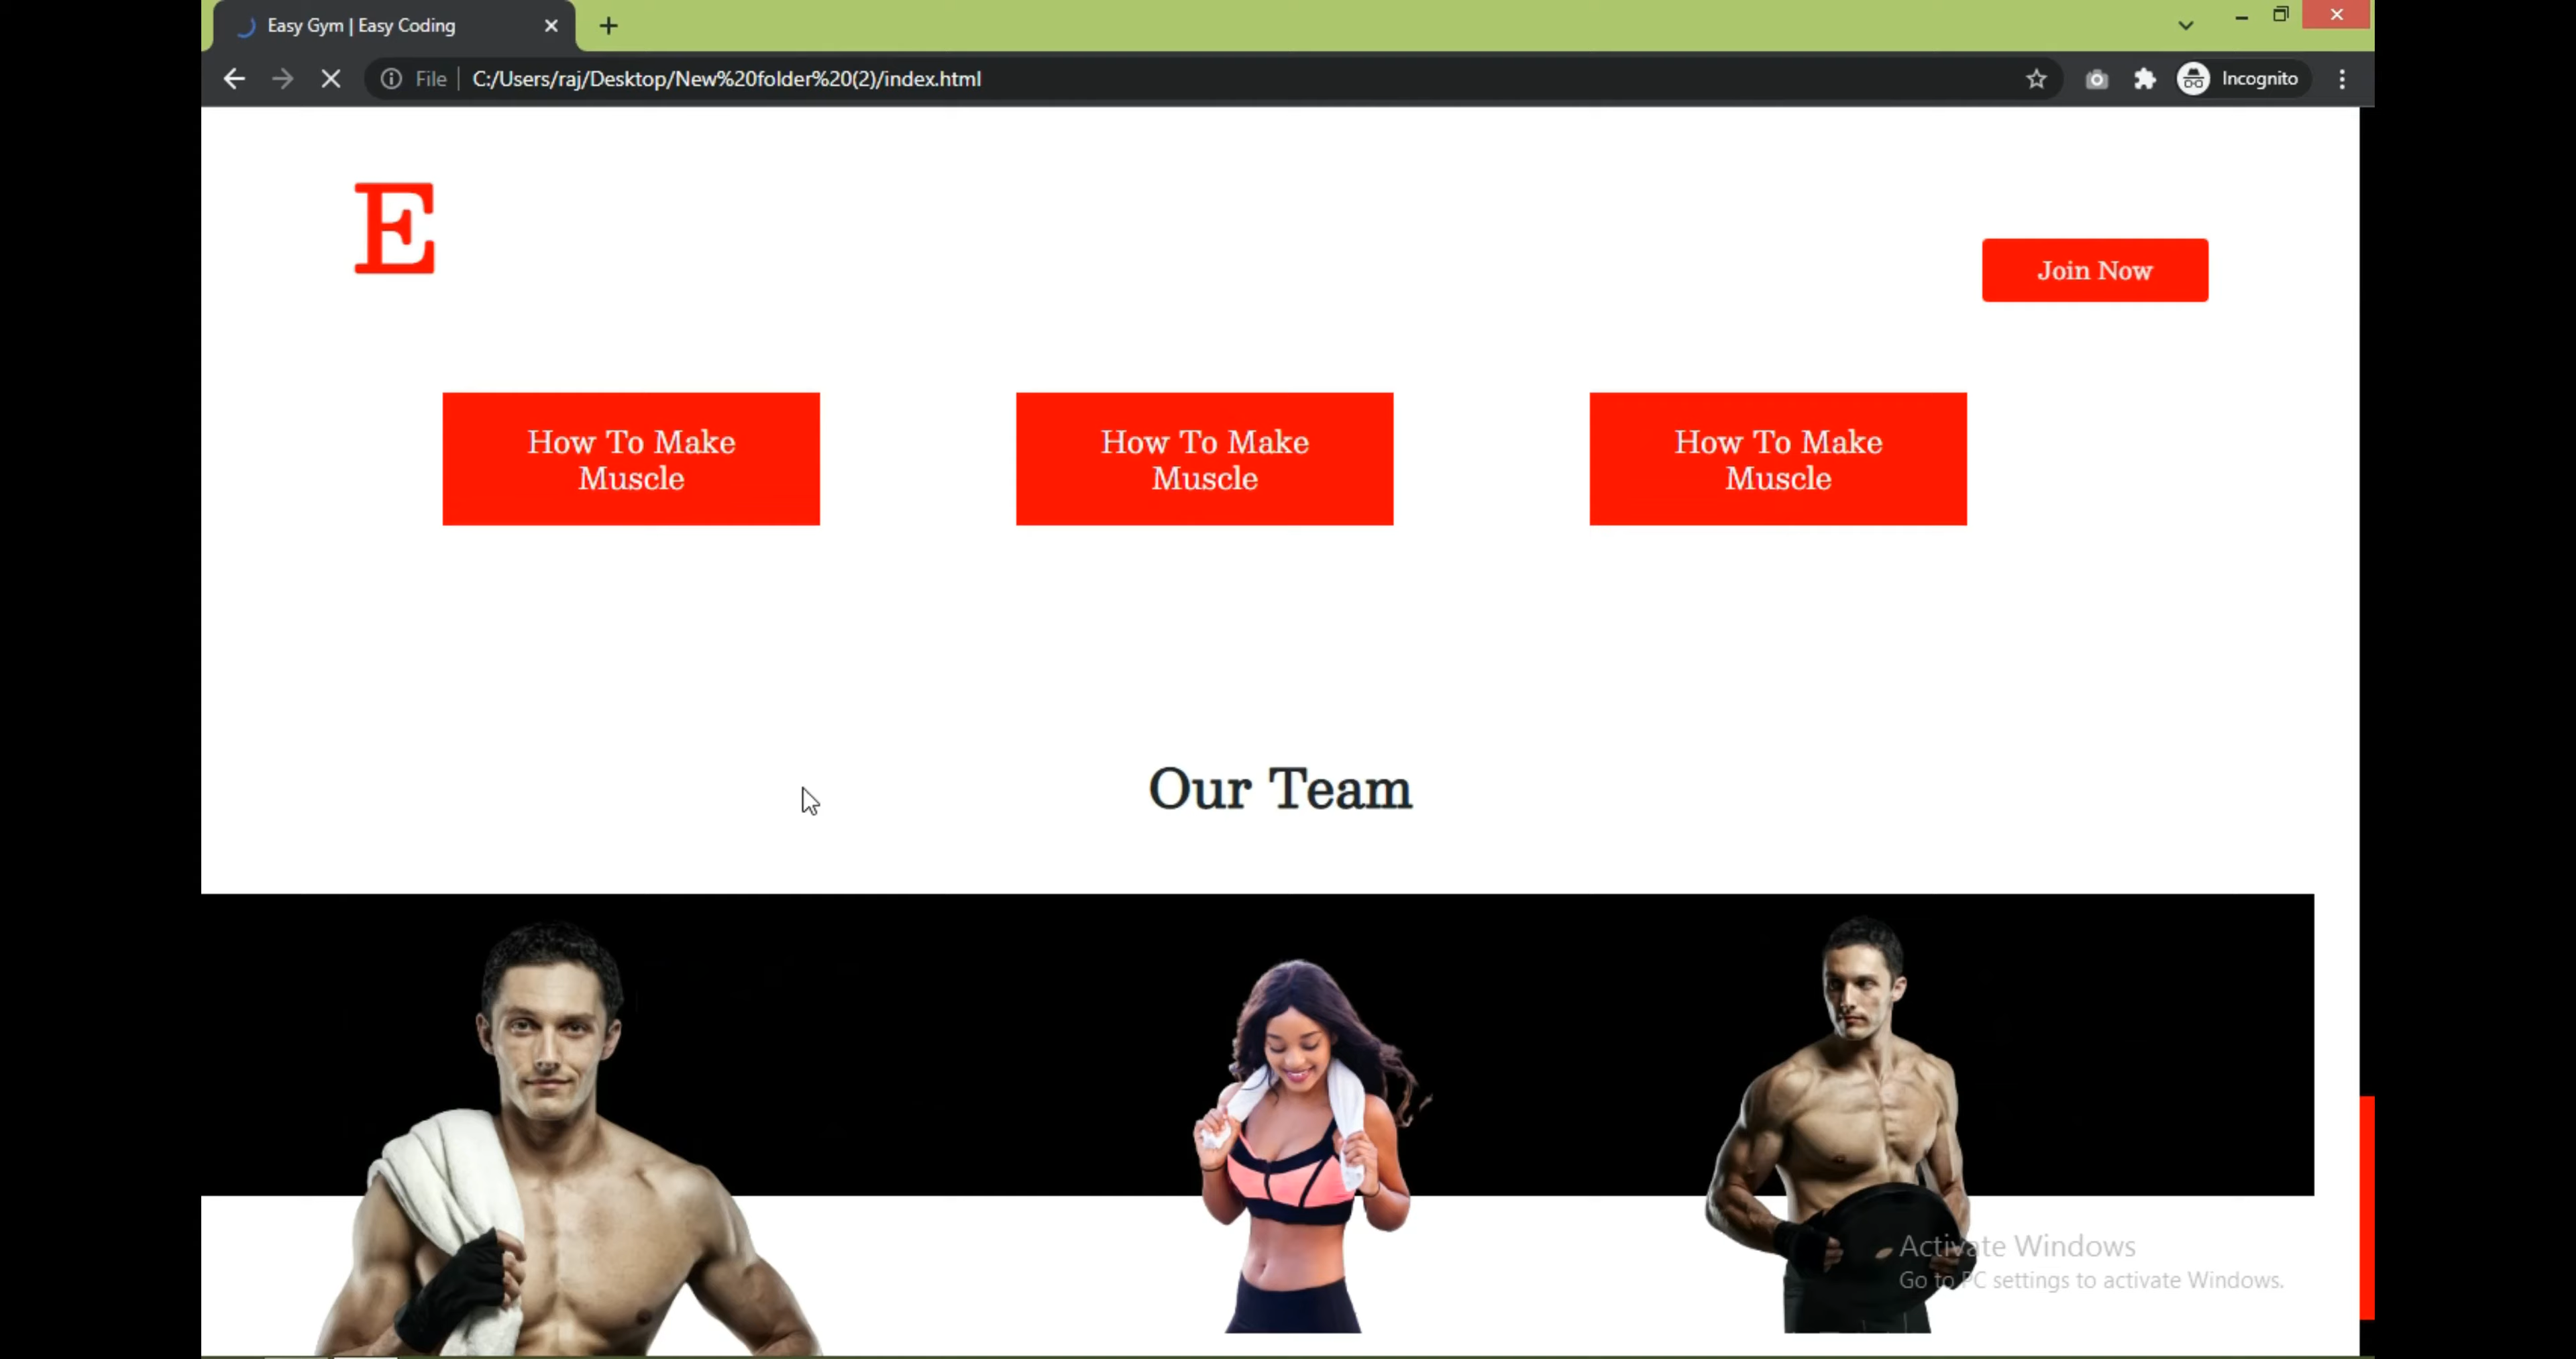 Easy Gym | Easy Coding
File
C:/Users/raj/Desktop/New%20folder%20(2)/index.html
Incognito
E
Join Now
How To Make
Muscle
How To Make
Muscle
How To Make
Muscle
Our Team
Activate Windows
Go to PC settings to activate Windows.